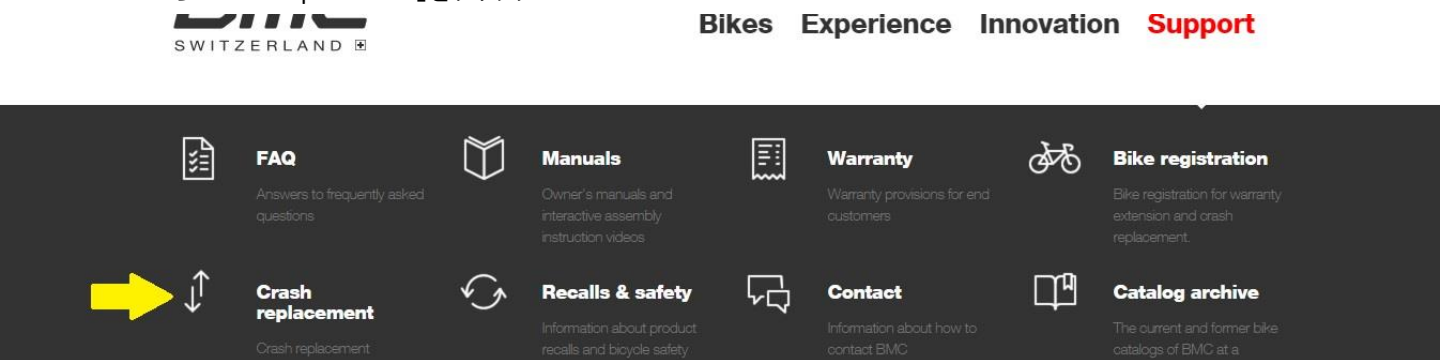 SWITZERLAND
Bikes Experience Innovation Support
FAQ
Answers to frequently asked
questions
Manuals
Owner's manuals and
interactive assembly
instruction videos
Warranty
Warranty provisions for end
customers
Bike registration
Bike registration for warranty
extension and crash
replacement.
Crash
replacement
Crash replacement
Recalls & safety
Information about product
recalls and bicycle safety
Contact
Information about how to
contact BMC
Catalog archive
The current and former bike
catalogs of BMC at a